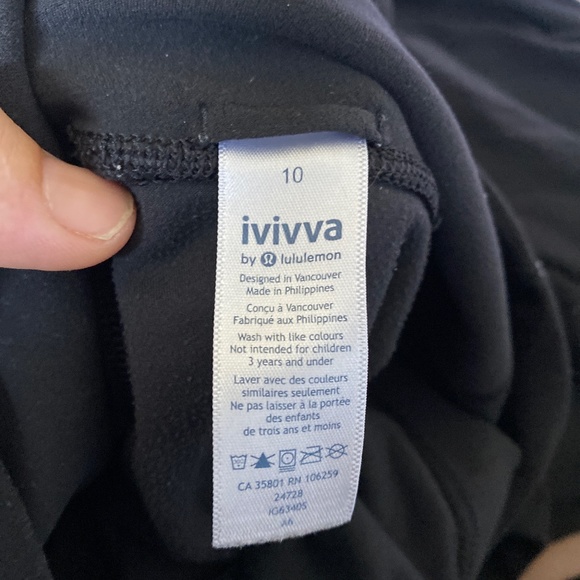 10
ivivva
by lululemon
Designed in Vancouver
Made in Philippines
Conçu à Vancouver
Fabriqué aux Philippines
Wash with like colours
Not intended for children
3 years and under
Laver avec des couleurs
similaires seulement
Ne pas laisser à la portée
des enfants
de trois ans et moins
CA 35801 RN 106259
24728
IG6340S
A6